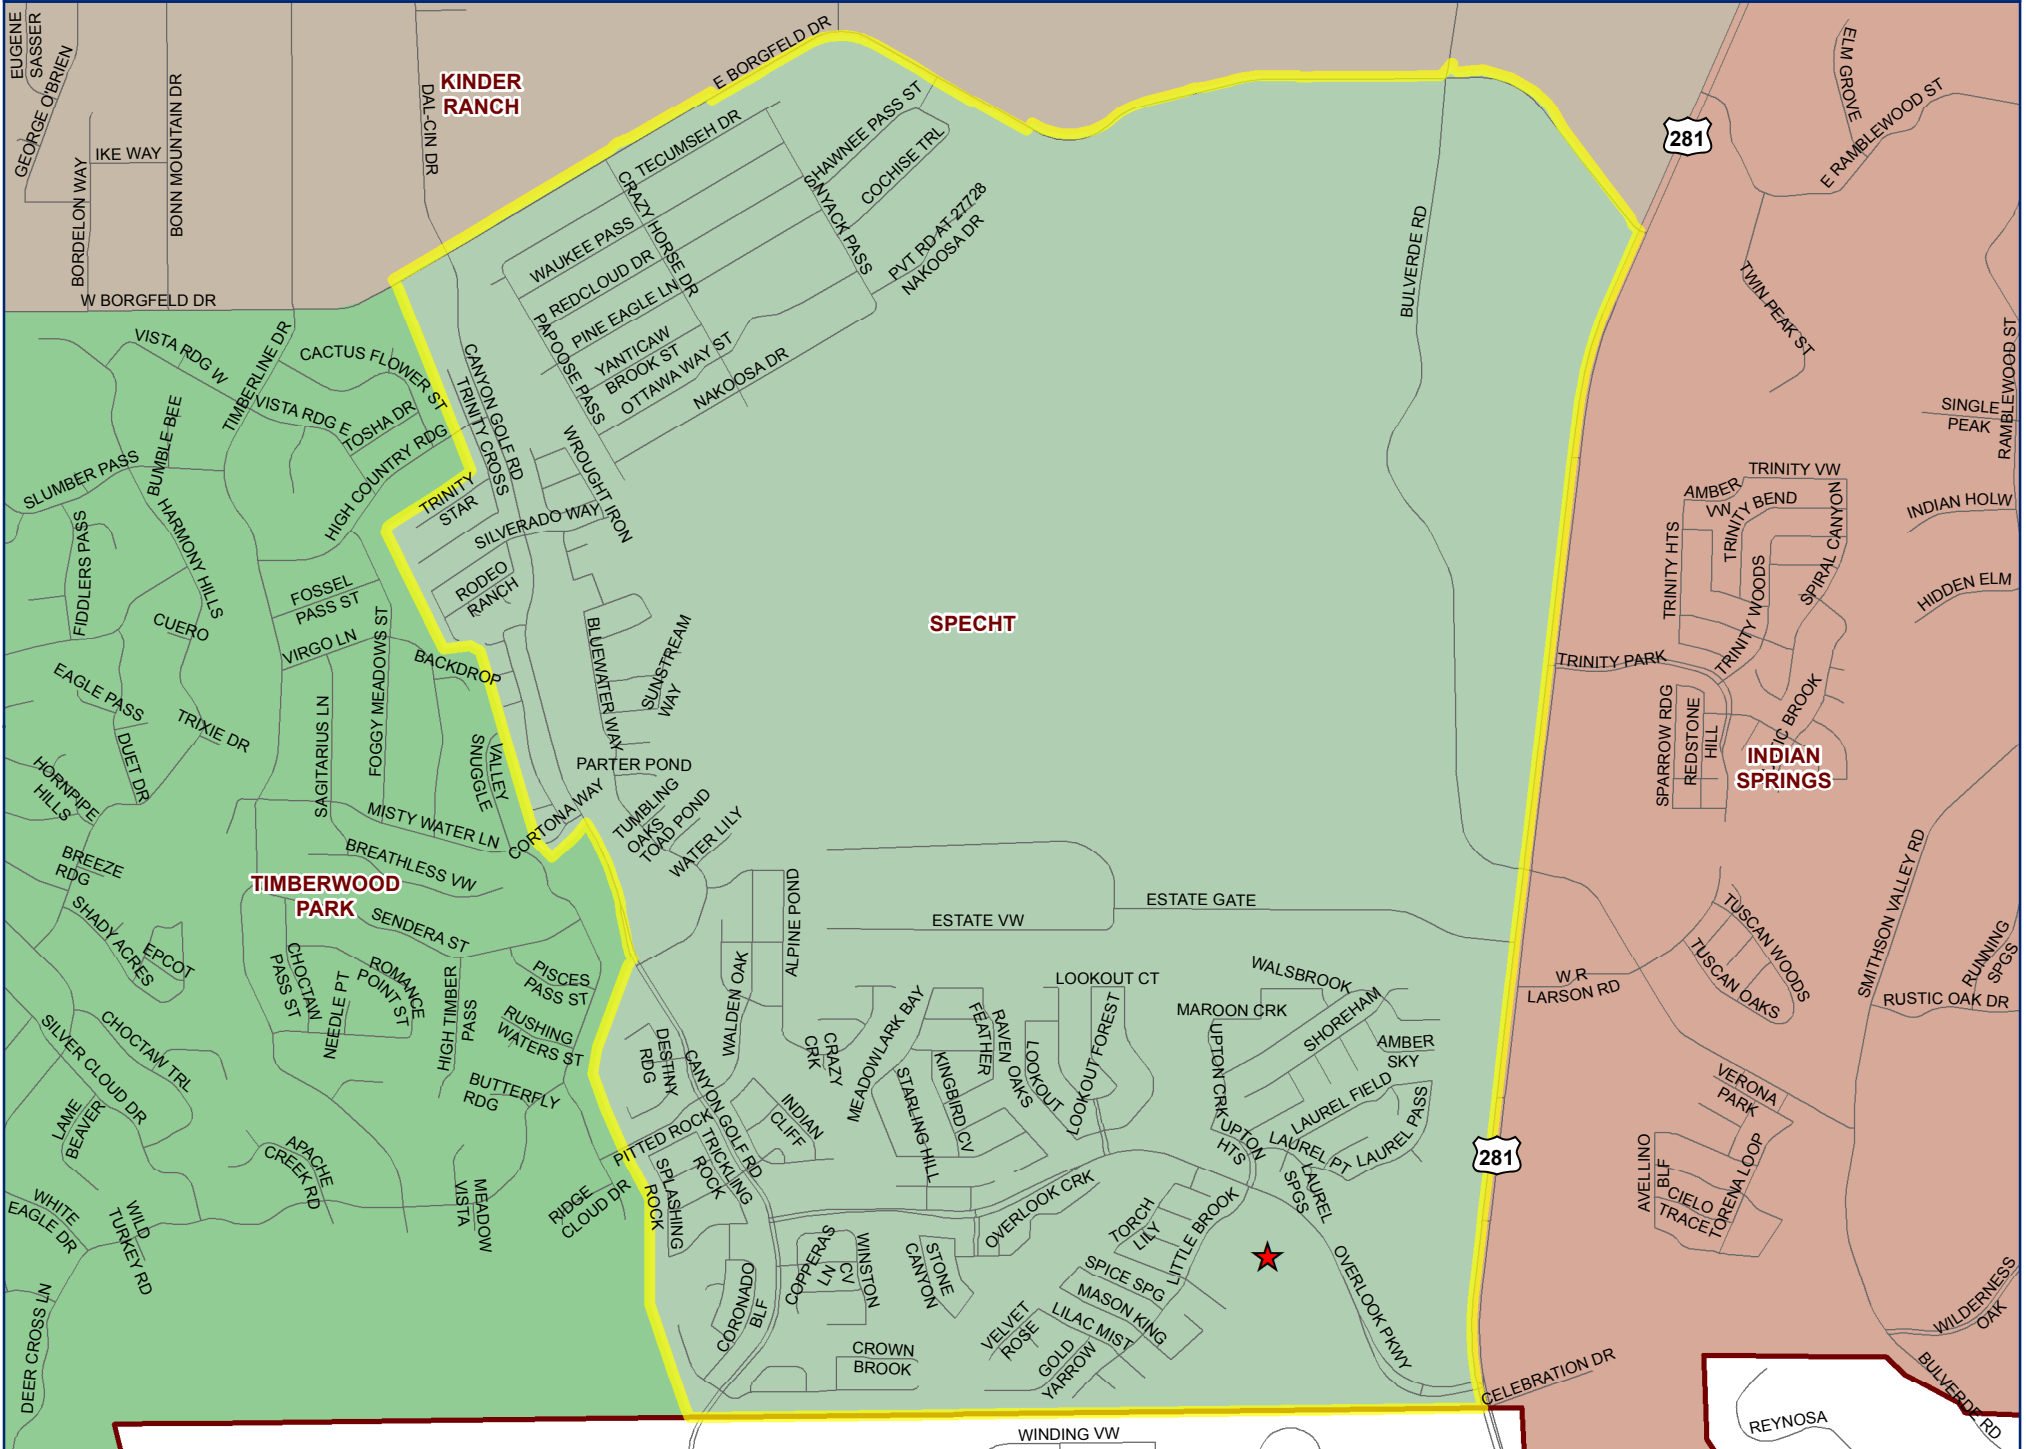 EUGENE
SASSER
GEORGE O'BRIEN
IKE WAY
BORDELON WAY
BONN MOUNTAIN DR
DAL-CIN DR
KINDER
RANCH
E BORGFELD DR
W BORGFELD DR
TECUMSEH DR
CRAZY HORSE DR
SHAWNEE PASS ST
COCHISE TRL
SNYACK PASS
PVT RD AT 27728
NAKOOSA DR
WAUKEE PASS
REDCLOUD DR
PINE EAGLE LN
YANTICAW
BROOK ST
OTTAWA WAY ST
NAKOOSA DR
PAPOOSE PASS
BULVERDE RD
281
ELM GROVE
E RAMBLEWOOD ST
TWIN PEAK ST
RAMBLEWOOD ST
SINGLE
PEAK
VISTA RDG W
TIMBERLINE DR
CACTUS FLOWER ST
VISTA RDG E
TOSHA DR
HIGH COUNTRY RDG
BUMBLE BEE
SLUMBER PASS
HARMONY HILLS
FIDDLERS PASS
CANYON GOLF RD
TRINITY CROSS
TRINITY
STAR
WROUGHT IRON
SILVERADO WAY
RODEO
RANCH
FOSSEL
PASS ST
VIRGO LN
FOGGY MEADOWS ST
BACKDROP
CUERO
EAGLE PASS
TRIXIE DR
DUET DR
SAGITARIUS LN
HORNPIPE
HILLS
VALLEY
SNUGGLE
BLUEWATER WAY
SUNSTREAM
WAY
PARTER POND
CORTONA WAY
TUMBLING
OAKS
TOAD POND
WATER LILY
MISTY WATER LN
BREATHLESS VW
BREEZE
RDG
TIMBERWOOD
PARK
SENDERA ST
SHADY ACRES
EPCOT
CHOCTAW
PASS ST
NEEDLE PT
ROMANCE
POINT ST
HIGH TIMBER
PASS
PISCES
PASS ST
RUSHING
WATERS ST
BUTTERFLY
RDG
SILVER CLOUD DR
CHOCTAW TRL
LAME
BEAVER
APACHE
CREEK RD
WHITE
EAGLE DR
WILD
TURKEY RD
MEADOW
VISTA
RIDGE
CLOUD DR
DEER CROSS LN
SPECHT
TRINITY VW
AMBER
VW
TRINITY BEND
TRINITY HTS
TRINITY WOODS
SPIRAL CANYON
INDIAN HOLW
HIDDEN ELM
TRINITY PARK
SPARROW RDG
REDSTONE
HILL
IC BROOK
INDIAN
SPRINGS
SMITHSON VALLEY RD
TUSCAN WOODS
TUSCAN OAKS
RUNNING
SPGS
RUSTIC OAK DR
W R
LARSON RD
ESTATE VW
ESTATE GATE
ALPINE POND
WALDEN OAK
LOOKOUT CT
WALSBROOK
MAROON CRK
SHOREHAM
AMBER
SKY
UPTON CRK
UPTON
HTS
LAUREL FIELD
LAUREL PASS
LAUREL PT
LAUREL
SPGS
DESTINY
RDG
CANYON GOLF RD
CRAZY
CRK
MEADOWLARK BAY
RAVEN
FEATHER
KINGBIRD CV
STARLING HILL
LOOKOUT
OAKS
LOOKOUT FOREST
INDIAN
CLIFF
PITTED ROCK
TRICKLING
ROCK
SPLASHING
ROCK
OVERLOOK CRK
COPPERAS
LN
WINSTON
CV
STONE
CANYON
CORONADO
BLF
CROWN
BROOK
TORCH
LILY
LITTLE BROOK
SPICE SPG
MASON KING
LILAC MIST
VELVET
ROSE
GOLD
YARROW
OVERLOOK PKWY
281
CELEBRATION DR
VERONA
PARK
AVELLINO
BLF
CIELO
TRACE
TORENA LOOP
WILDERNESS
OAK
BULVERDE RD
REYNOSA
WINDING VW